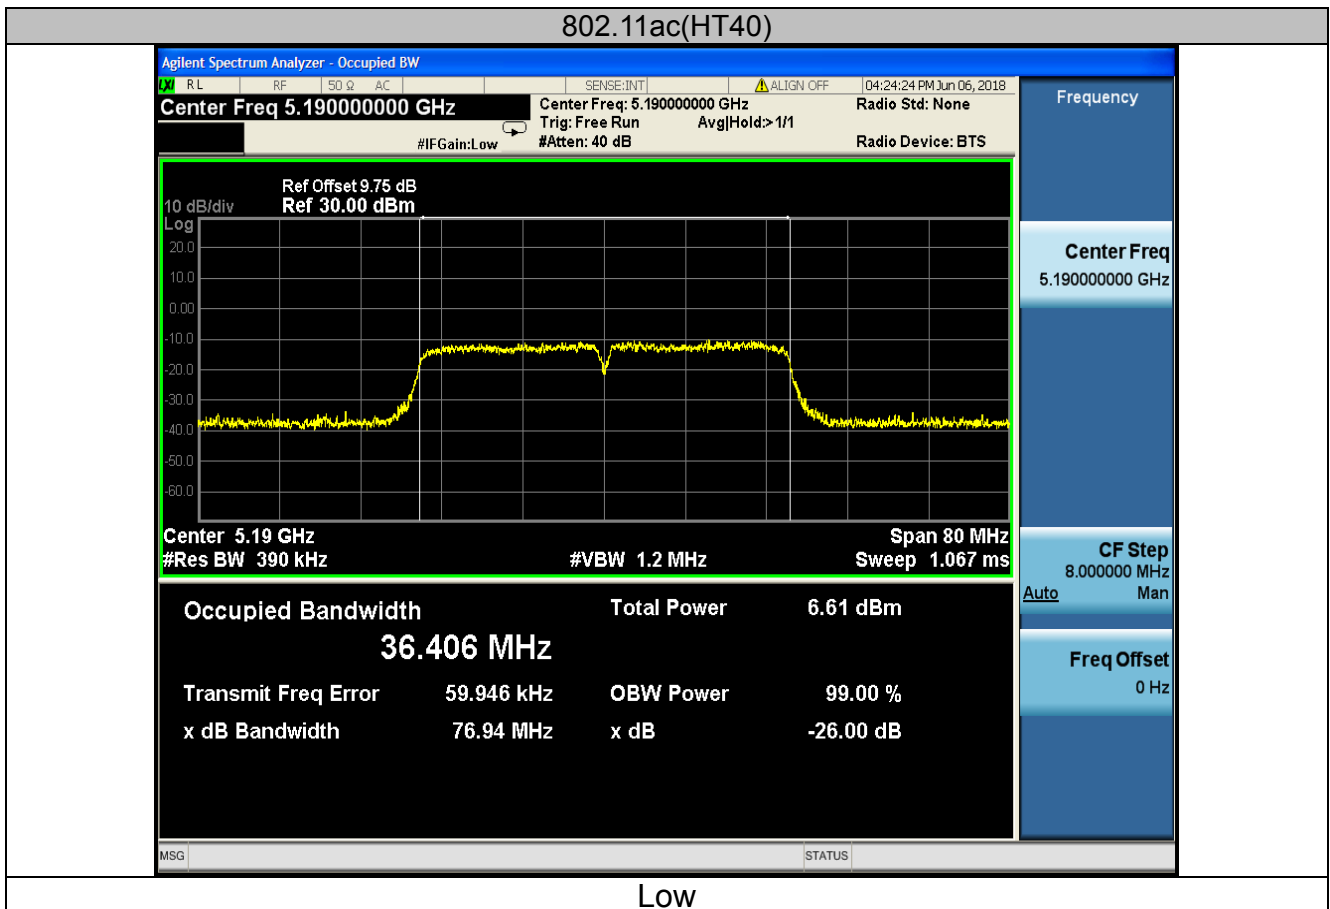 802.11ac(HT40)
Agilent Spectrum Analyzer - Occupied BW
LXI RL RF 50 Ω AC SENSE:INT ALIGN OFF 04:24:24 PM Jun 06, 2018
Center Freq 5.190000000 GHz
Center Freq: 5.190000000 GHz
Radio Std: None
Trig: Free Run Avg|Hold:>1/1
#IFGain:Low
#Atten: 40 dB
Radio Device: BTS
Ref Offset 9.75 dB
10 dB/div Ref 30.00 dBm
Log
20.0
10.0
0.00
-10.0
-20.0
-30.0
-40.0
-50.0
-60.0
Center 5.19 GHz Span 80 MHz
#Res BW 390 kHz #VBW 1.2 MHz Sweep 1.067 ms
Occupied Bandwidth Total Power 6.61 dBm
36.406 MHz
Transmit Freq Error 59.946 kHz OBW Power 99.00 %
x dB Bandwidth 76.94 MHz x dB -26.00 dB
Frequency
Center Freq
5.190000000 GHz
CF Step
8.000000 MHz
Auto Man
Freq Offset
0 Hz
MSG STATUS
Low